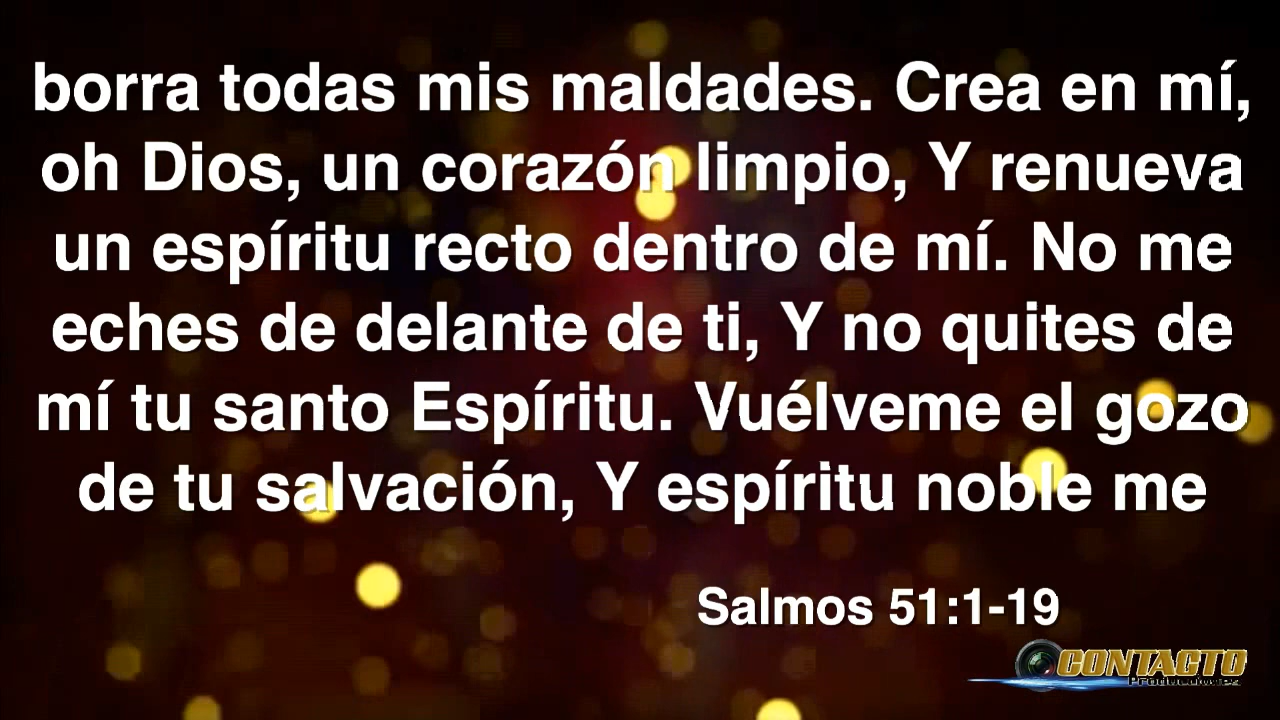 borra todas mis maldades. Crea en mí,
oh Dios, un corazón limpio, Y renueva
un espíritu recto dentro de mí. No me
eches de delante de ti, Y no quites de
mí tu santo Espíritu. Vuélveme el gozo
de tu salvación, Y espíritu noble me
Salmos 51:1-19
CONTACTO
Producciones